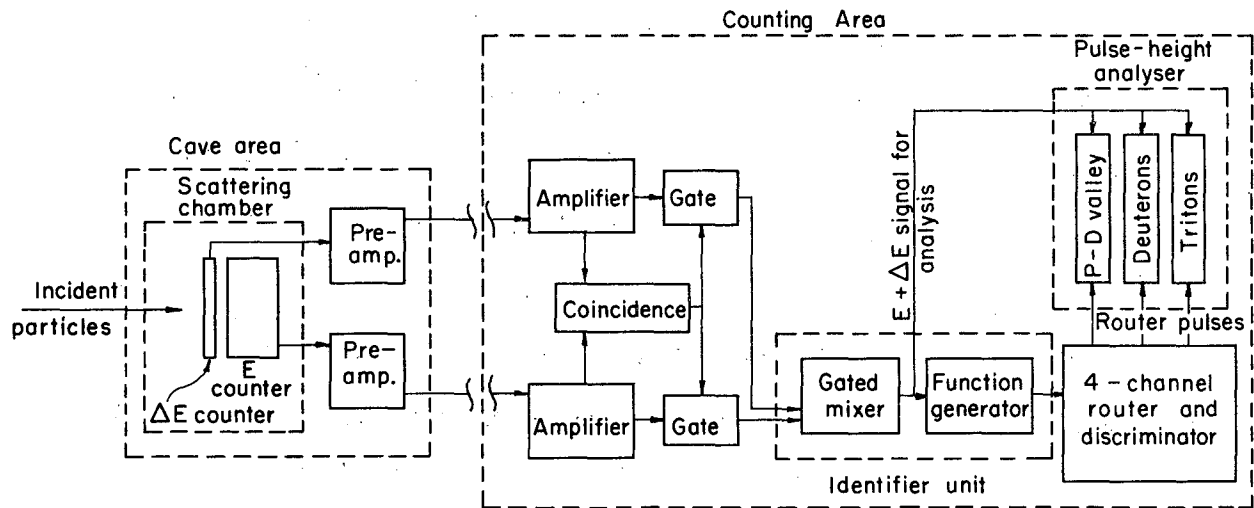 Counting Area
Pulse-height
analyser
Cave area
Scattering
chamber
Pre-
amp.
Amplifier
Gate
E + ΔE signal for
analysis
P-D valley
Deuterons
Tritons
Incident
particles
Coincidence
Router pulses
E
counter
ΔE counter
Pre-
amp.
Amplifier
Gate
Gated
mixer
Function
generator
4-channel
router and
discriminator
Identifier unit